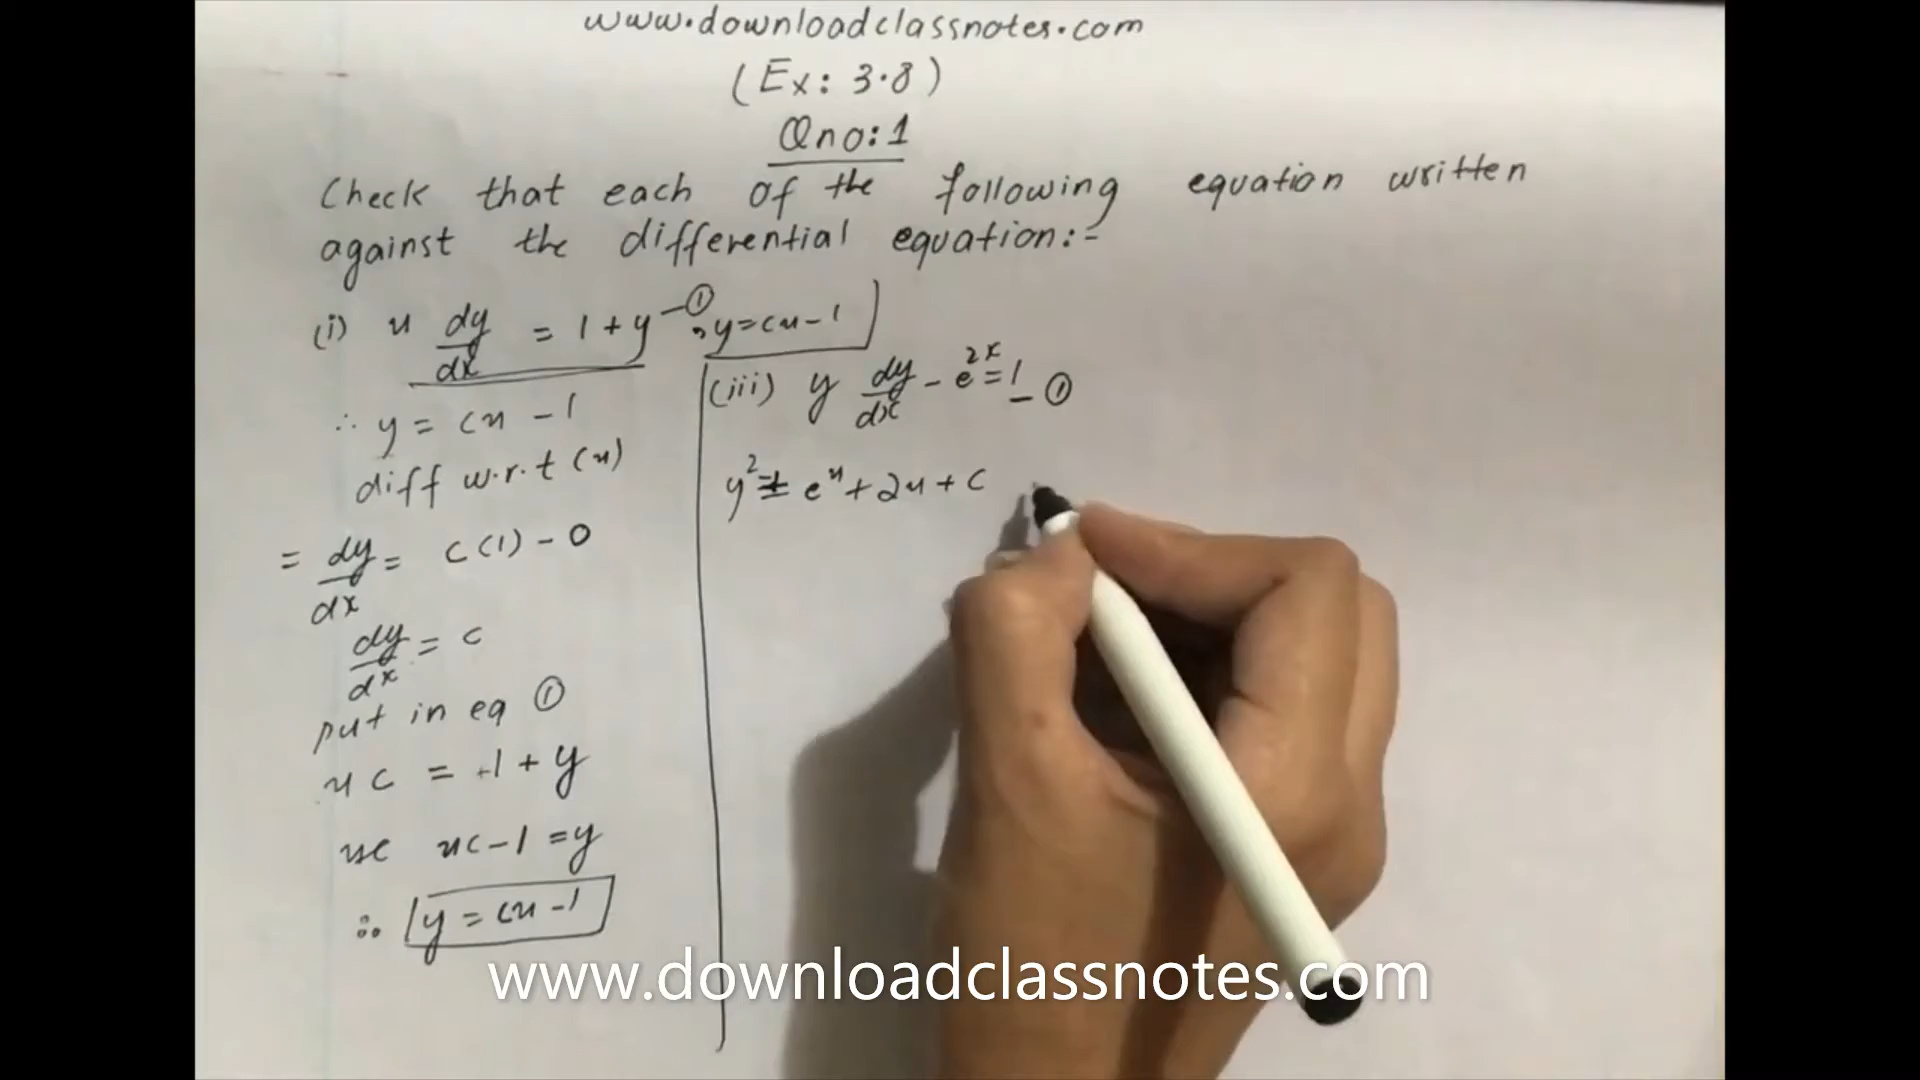 www.downloadclassnotes.com
(Ex: 3.8)
Qno:1
Check that each of the following equation written
against the differential equation:-
(i) x dy/dx = 1+y -① , y=cx-1
∴ y = cx - 1
diff w.r.t (x)
= dy/dx = c(1) - 0
dy/dx = c
put in eq ①
x c = +1 + y
xc xc-1 =y
∴ y = cx -1
(iii) y dy/dx - e^2x = 1 - ①
y² = e^x + 2x + c
www.downloadclassnotes.com